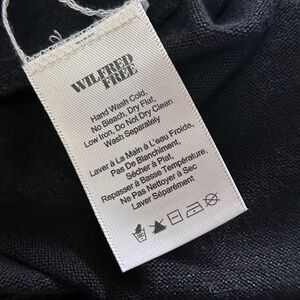 WILFRED
FREE
Hand Wash Cold,
No Bleach, Dry Flat,
Low Iron, Do Not Dry Clean
Wash Separately
Laver à La Main à L'eau Froide,
Pas De Blanchiment,
Sécher à Plat,
Repasser à Basse Température,
Ne Pas Nettoyer à Sec
Laver Séparément